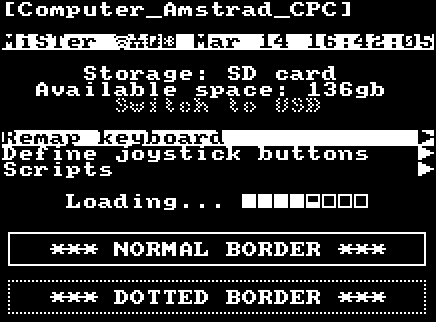 [Computer_Amstrad_CPC]
MiSTer Mar 14 16:42:05
Storage: SD card
Available space: 136gb
Switch to USB
Remap keyboard
Define joystick buttons
Scripts
Loading...
*** NORMAL BORDER ***
*** DOTTED BORDER ***